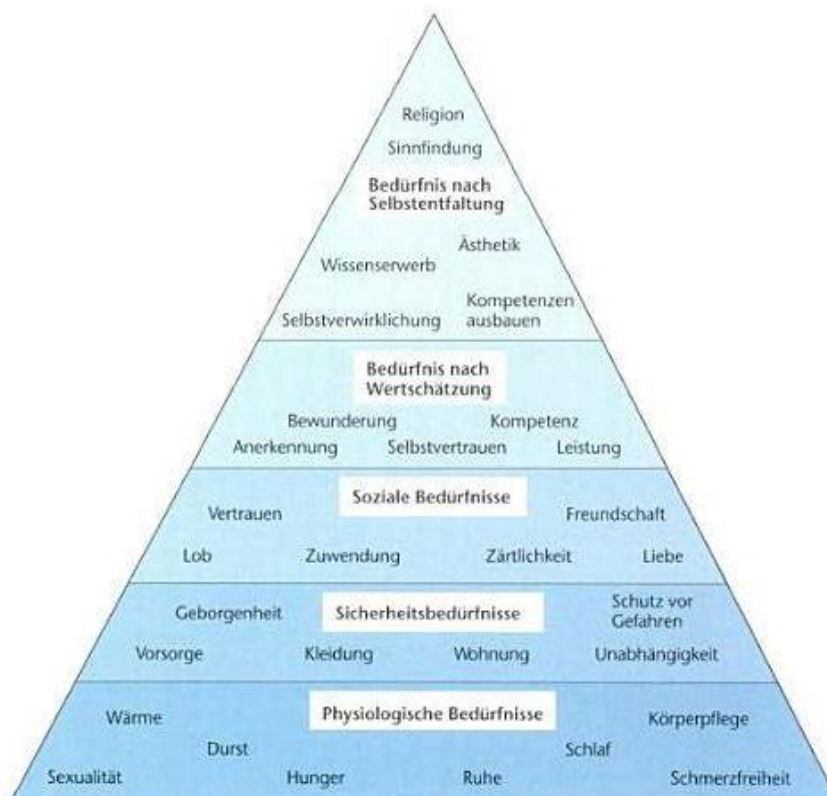 Religion
Sinnfindung
Bedürfnis nach
Selbstentfaltung
Ästhetik
Wissenserwerb
Kompetenzen
Selbstverwirklichung ausbauen
Bedürfnis nach
Wertschätzung
Bewunderung Kompetenz
Anerkennung Selbstvertrauen Leistung
Soziale Bedürfnisse
Vertrauen Freundschaft
Lob Zuwendung Zärtlichkeit Liebe
Schutz vor
Geborgenheit Sicherheitsbedürfnisse Gefahren
Vorsorge Kleidung Wohnung Unabhängigkeit
Wärme Physiologische Bedürfnisse Körperpflege
Durst Schlaf
Sexualität Hunger Ruhe Schmerzfreiheit